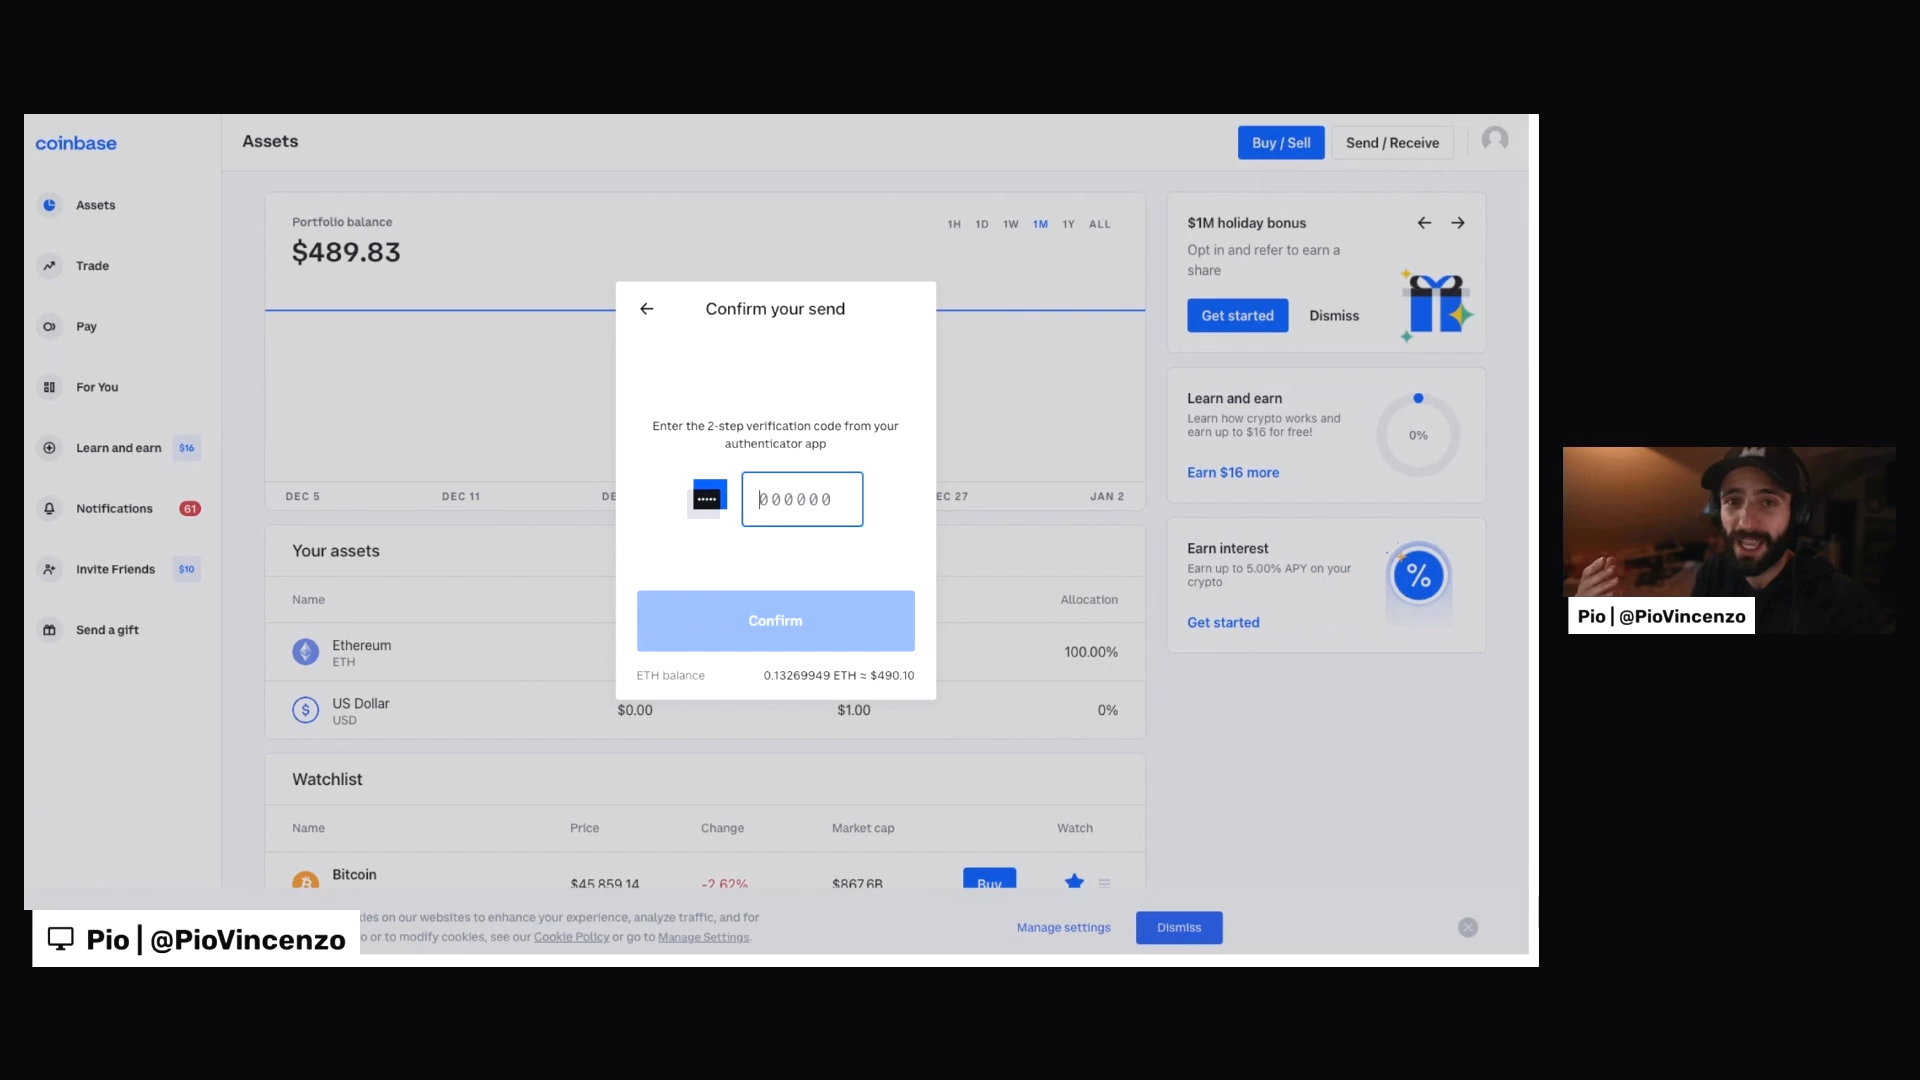 coinbase
Assets
Buy / Sell
Send / Receive
Assets
Trade
Pay
For You
Learn and earn
$16
Notifications
61
Invite Friends
$10
Send a gift
Portfolio balance
$489.83
1H 1D 1W 1M 1Y ALL
DEC 5
DEC 11
DE
EC 27
JAN 2
Confirm your send
Enter the 2-step verification code from your
authenticator app
000000
Confirm
ETH balance
0.13269949 ETH ≈ $490.10
$1M holiday bonus
Opt in and refer to earn a
share
Get started
Dismiss
Learn and earn
Learn how crypto works and
earn up to $16 for free!
0%
Earn $16 more
Earn interest
Earn up to 5.00% APY on your
crypto
%
Get started
Your assets
Name
Allocation
Ethereum
ETH
100.00%
US Dollar
USD
$0.00
$1.00
0%
Watchlist
Name
Price
Change
Market cap
Watch
Bitcoin
$45,859.14
-2.62%
$867.6B
Buy
ies on our websites to enhance your experience, analyze traffic, and for
o or to modify cookies, see our Cookie Policy or go to Manage Settings.
Manage settings
Dismiss
Pio | @PioVincenzo
Pio | @PioVincenzo